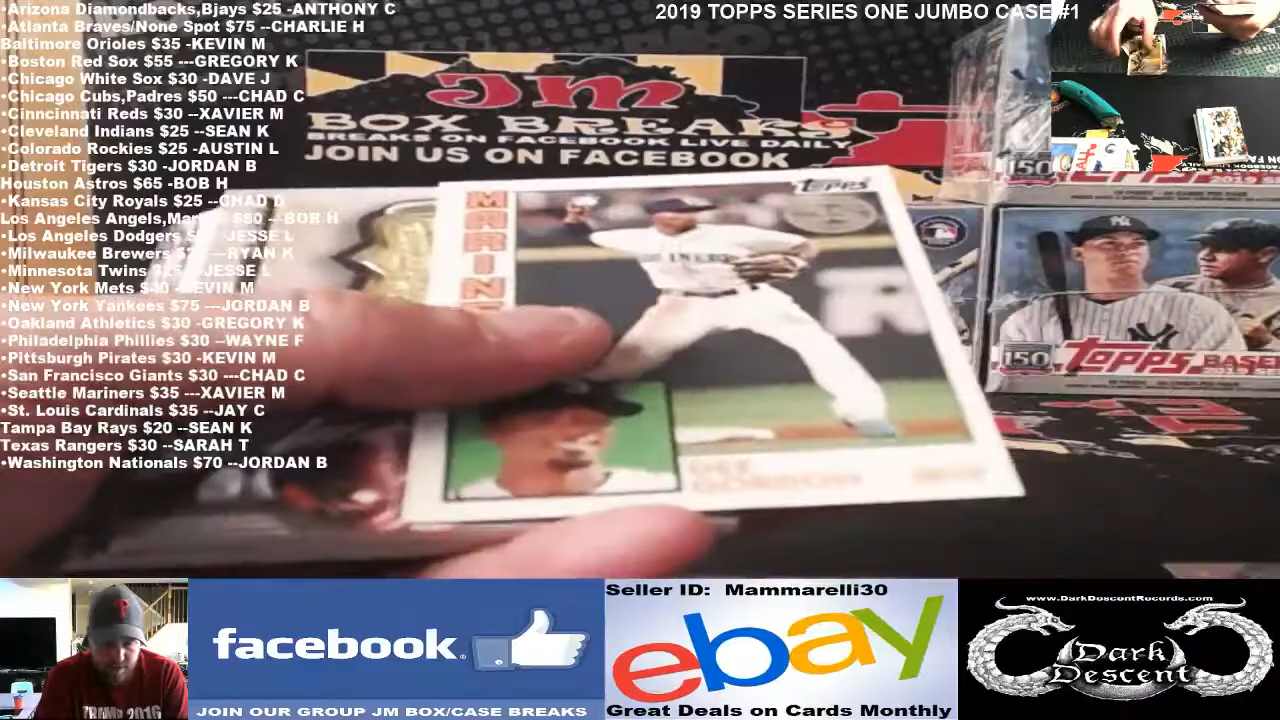 •Arizona Diamondbacks,Bjays $25 -ANTHONY C
•Atlanta Braves/None Spot $75 --CHARLIE H
Baltimore Orioles $35 -KEVIN M
•Boston Red Sox $55 ---GREGORY K
•Chicago White Sox $30 -DAVE J
•Chicago Cubs,Padres $50 ---CHAD C
•Cinncinnati Reds $30 --XAVIER M
•Cleveland Indians $25 --SEAN K
•Colorado Rockies $25 -AUSTIN L
•Detroit Tigers $30 -JORDAN B
Houston Astros $65 -BOB H
•Kansas City Royals $25 --CHAD D
Los Angeles Angels, $80 --BOB H
•Los Angeles Dodgers JESSE L
•Milwaukee Brewers --RYAN K
•Minnesota Twins JESSE L
•New York Mets $40 -KEVIN M
•New York Yankees $75 ---JORDAN B
•Oakland Athletics $30 -GREGORY K
•Philadelphia Phillies $30 --WAYNE F
•Pittsburgh Pirates $30 -KEVIN M
•San Francisco Giants $30 ---CHAD C
•Seattle Mariners $35 ---XAVIER M
•St. Louis Cardinals $35 --JAY C
Tampa Bay Rays $20 --SEAN K
Texas Rangers $30 --SARAH T
•Washington Nationals $70 --JORDAN B
2019 TOPPS SERIES ONE JUMBO CASE #1
JM
BOX BREAKS
BREAKS ON FACEBOOK LIVE DAILY
JOIN US ON FACEBOOK
Topps
MARINE
DEE
GORDON
150
150
Topps BASEB
TRUMP 2016
facebook
JOIN OUR GROUP JM BOX/CASE BREAKS
Seller ID: Mammarelli30
ebay
Great Deals on Cards Monthly
www.DarkDescentRecords.com
Dark
Descent